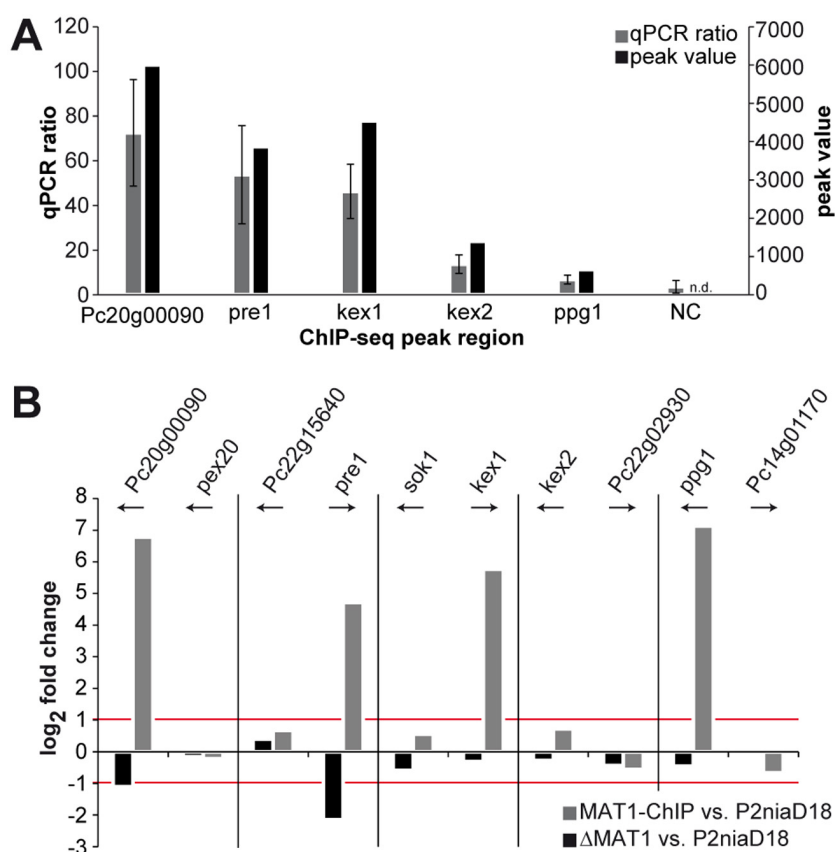 A
120
100
80
60
40
20
0
qPCR ratio
qPCR ratio
peak value
7000
6000
5000
4000
3000
2000
1000
0
peak value
n.d.
Pc20g00090 pre1 kex1 kex2 ppg1 NC
ChIP-seq peak region
B
Pc20g00090 pex20 Pc22g15640 pre1 sok1 kex1 kex2 Pc22g02930 ppg1 Pc14g01170
8
7
6
5
4
3
2
1
0
-1
-2
-3
log2 fold change
MAT1-ChIP vs. P2niaD18
ΔMAT1 vs. P2niaD18